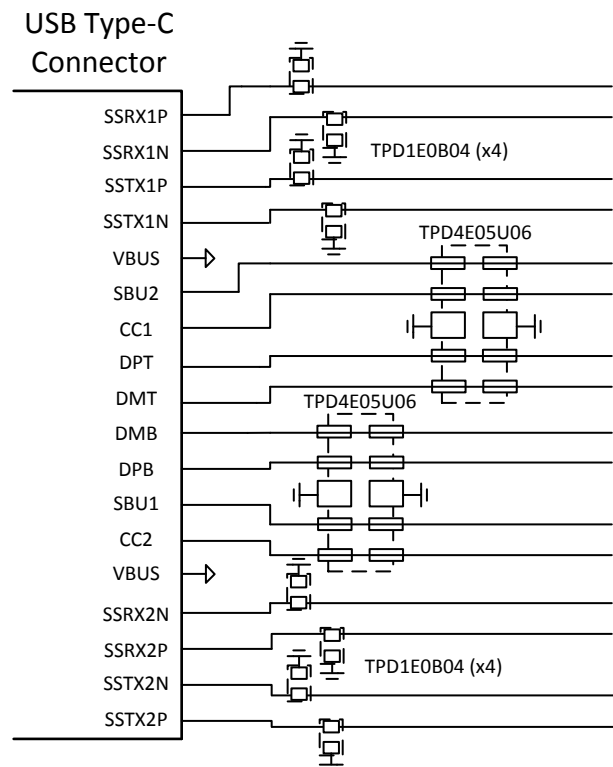 USB Type-C
Connector
SSRX1P
SSRX1N
TPD1E0B04 (x4)
SSTX1P
SSTX1N
TPD4E05U06
VBUS
SBU2
CC1
DPT
DMT
TPD4E05U06
DMB
DPB
SBU1
CC2
VBUS
SSRX2N
SSRX2P
TPD1E0B04 (x4)
SSTX2N
SSTX2P